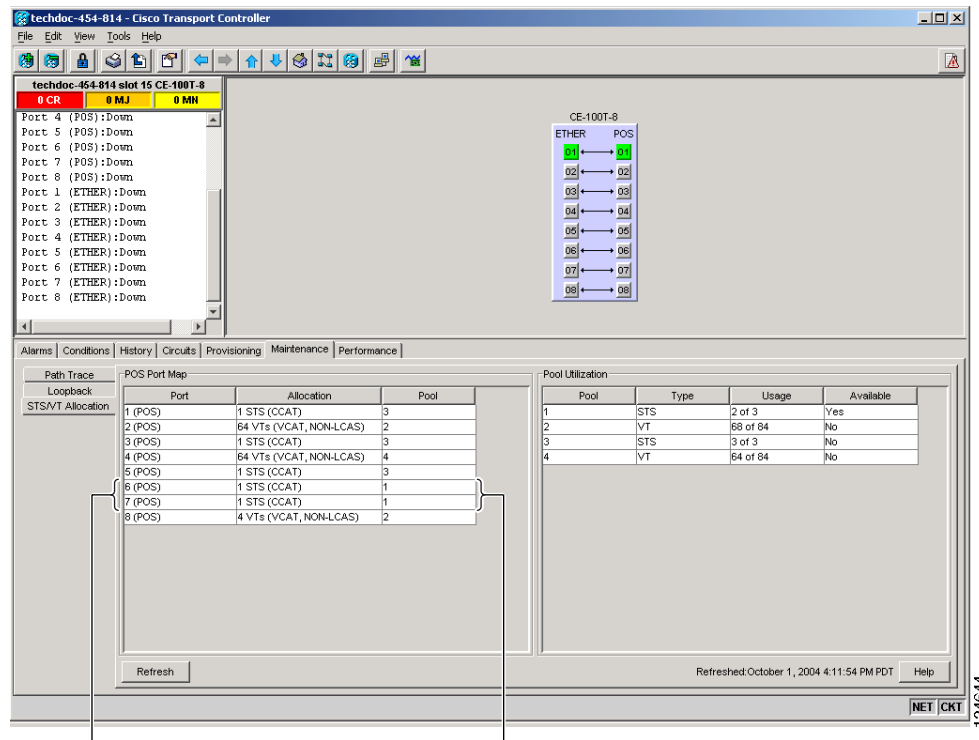 techdoc-454-814 - Cisco Transport Controller
File Edit View Tools Help
techdoc-454-814 slot 15 CE-100T-8
0 CR 0 MJ 0 MN
Port 4 (POS):Down
Port 5 (POS):Down
Port 6 (POS):Down
Port 7 (POS):Down
Port 8 (POS):Down
Port 1 (ETHER):Down
Port 2 (ETHER):Down
Port 3 (ETHER):Down
Port 4 (ETHER):Down
Port 5 (ETHER):Down
Port 6 (ETHER):Down
Port 7 (ETHER):Down
Port 8 (ETHER):Down
CE-100T-8
ETHER POS
01 01
02 02
03 03
04 04
05 05
06 06
07 07
08 08
Alarms Conditions History Circuits Provisioning Maintenance Performance
Path Trace
Loopback
STS/VT Allocation
POS Port Map
Port Allocation Pool
1 (POS) 1 STS (CCAT) 3
2 (POS) 64 VTs (VCAT, NON-LCAS) 2
3 (POS) 1 STS (CCAT) 3
4 (POS) 64 VTs (VCAT, NON-LCAS) 4
5 (POS) 1 STS (CCAT) 3
6 (POS) 1 STS (CCAT) 1
7 (POS) 1 STS (CCAT) 1
8 (POS) 4 VTs (VCAT, NON-LCAS) 2
Pool Utilization
Pool Type Usage Available
1 STS 2 of 3 Yes
2 VT 68 of 84 No
3 STS 3 of 3 No
4 VT 64 of 84 No
Refresh
Refreshed:October 1, 2004 4:11:54 PM PDT
Help
NET CKT